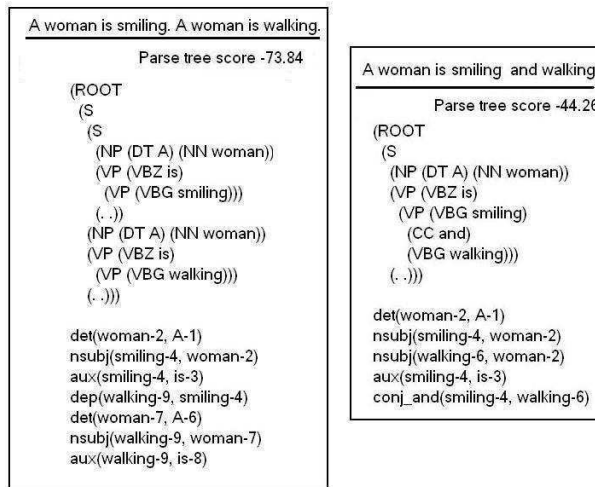 A woman is smiling. A woman is walking.
Parse tree score -73.84
(ROOT
(S
(S
(NP (DT A) (NN woman))
(VP (VBZ is)
(VP (VBG smiling)))
(. .))
(NP (DT A) (NN woman))
(VP (VBZ is)
(VP (VBG walking)))
(. .)))
det(woman-2, A-1)
nsubj(smiling-4, woman-2)
aux(smiling-4, is-3)
dep(walking-9, smiling-4)
det(woman-7, A-6)
nsubj(walking-9, woman-7)
aux(walking-9, is-8)
A woman is smiling and walking
Parse tree score -44.26
(ROOT
(S
(NP (DT A) (NN woman))
(VP (VBZ is)
(VP (VBG smiling)
(CC and)
(VBG walking)))
(. .)))
det(woman-2, A-1)
nsubj(smiling-4, woman-2)
nsubj(walking-6, woman-2)
aux(smiling-4, is-3)
conj_and(smiling-4, walking-6)